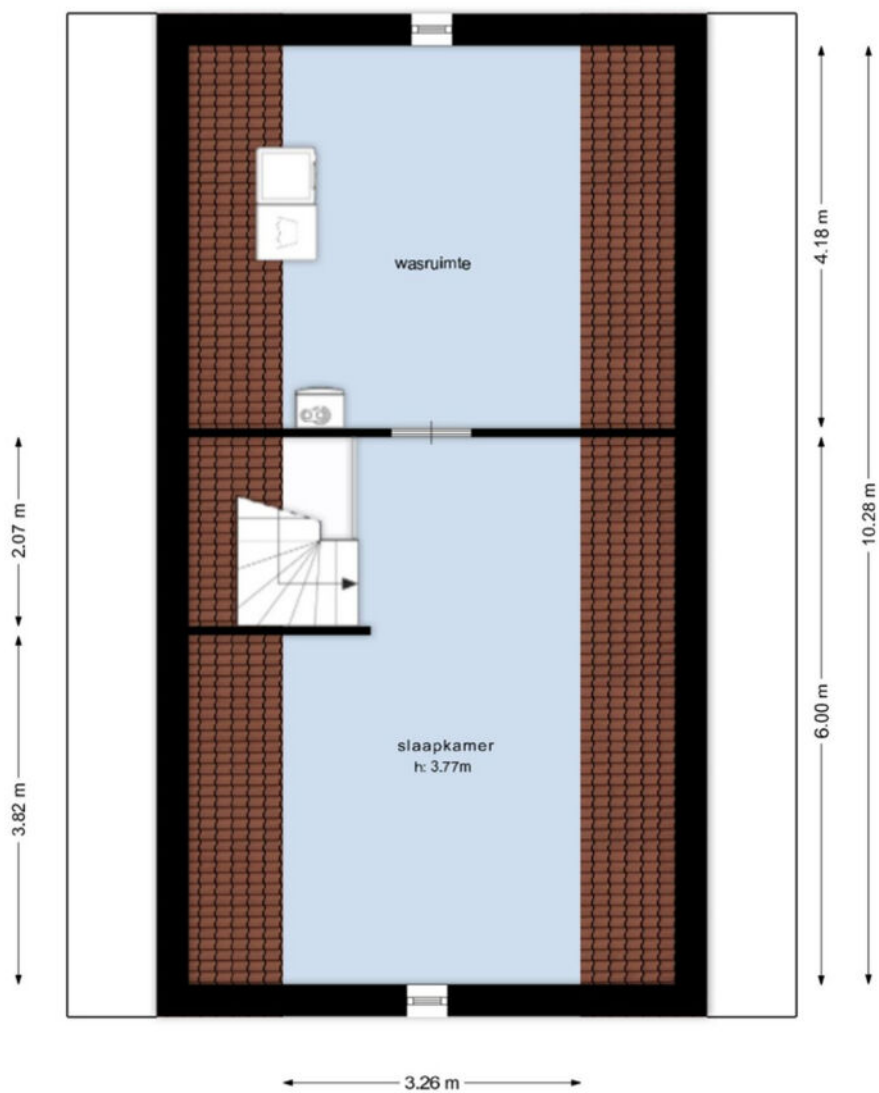 wasruimte
4.18 m
10.28 m
2.07 m
6.00 m
slaapkamer
h: 3.77m
3.82 m
3.26 m